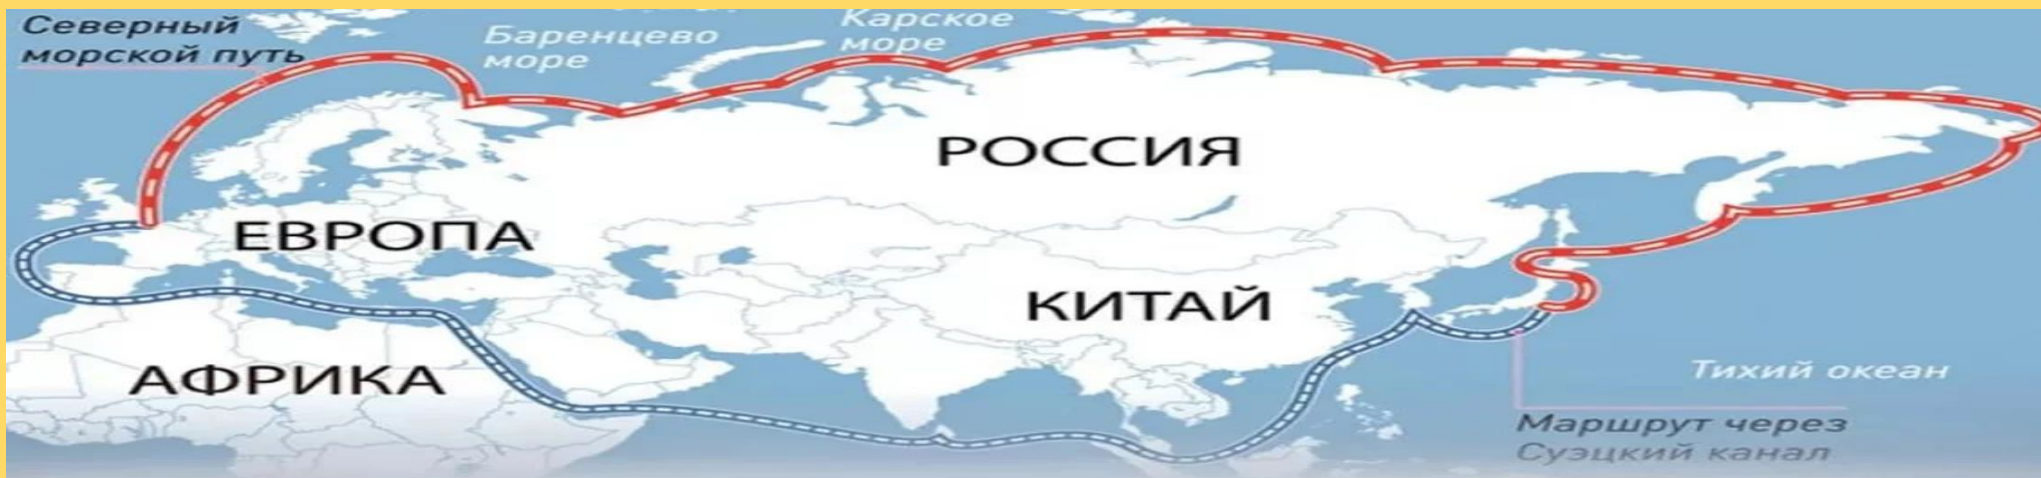 Северный
морской путь
Баренцево
море
Карское
море
РОССИЯ
ЕВРОПА
КИТАЙ
АФРИКА
Тихий океан
Маршрут через
Суэцкий канал